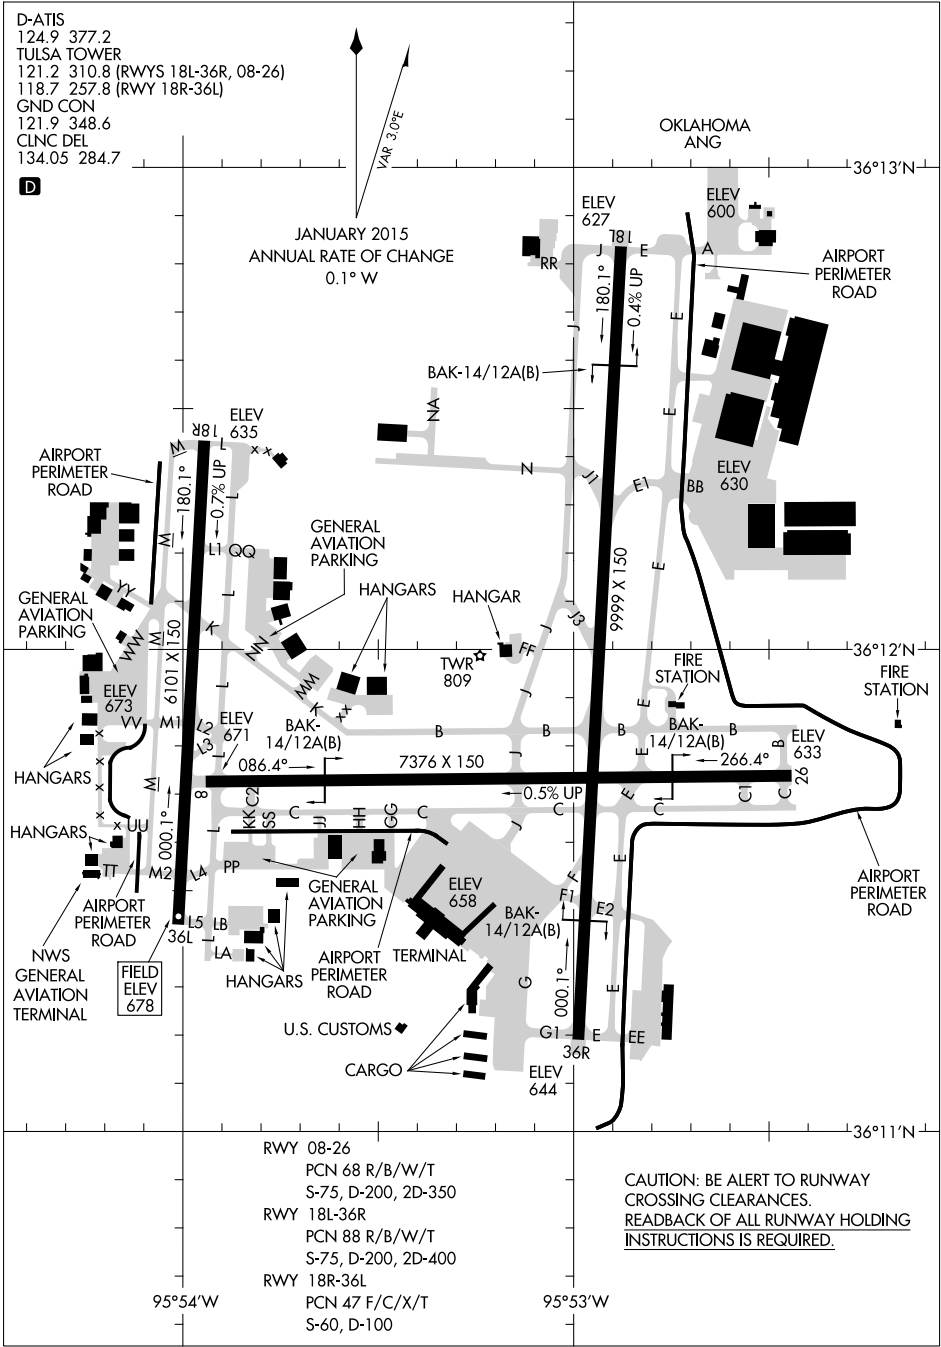 D-ATIS
124.9 377.2
TULSA TOWER
121.2 310.8 (RWYS 18L-36R, 08-26)
118.7 257.8 (RWY 18R-36L)
GND CON
121.9 348.6
CLNC DEL
134.05 284.7
D
VAR 3.0°E
JANUARY 2015
ANNUAL RATE OF CHANGE
0.1° W
OKLAHOMA
ANG
36°13'N
ELEV
627
ELEV
600
18L
J
E
A
RR
AIRPORT
PERIMETER
ROAD
180.1°
0.4% UP
E
J
BAK-14/12A(B)
NA
E
18R
M
L
XX
ELEV
635
AIRPORT
PERIMETER
ROAD
180.1°
0.7% UP
L
N
J1
E1
BB
ELEV
630
GENERAL
AVIATION
PARKING
M
L1
QQ
9999 X 150
E
YY
HANGARS
HANGAR
GENERAL
AVIATION
PARKING
L
K
NN
J
J3
WW
M
6101 X 150
FF
36°12'N
TWR
809
FIRE
STATION
FIRE
STATION
ELEV
673
L
MM
J
E
VV
M1
L2
L3
ELEV
671
K
XX
BAK-
14/12A(B)
B
B
J
B
B
BAK-
14/12A(B)
B
ELEV
633
HANGARS
X
X
X
X
M
086.4°
7376 X 150
E
266.4°
26
8
KK
C2
0.5% UP
E
C1
C
HANGARS
UU
000.1°
L
SS
C
JJ
HH
GG
C
J
C
C
TT
M2
L4
PP
E
F
AIRPORT
PERIMETER
ROAD
AIRPORT
PERIMETER
ROAD
GENERAL
AVIATION
PARKING
ELEV
658
F1
E2
BAK-
14/12A(B)
36L
L5
LB
L
LA
NWS
GENERAL
AVIATION
TERMINAL
FIELD
ELEV
678
HANGARS
AIRPORT
PERIMETER
ROAD
TERMINAL
G
000.1°
E
U.S. CUSTOMS
G1
E
EE
36R
CARGO
ELEV
644
36°11'N
RWY 08-26
PCN 68 R/B/W/T
S-75, D-200, 2D-350
RWY 18L-36R
PCN 88 R/B/W/T
S-75, D-200, 2D-400
RWY 18R-36L
PCN 47 F/C/X/T
S-60, D-100
CAUTION: BE ALERT TO RUNWAY
CROSSING CLEARANCES.
READBACK OF ALL RUNWAY HOLDING
INSTRUCTIONS IS REQUIRED.
95°54'W
95°53'W